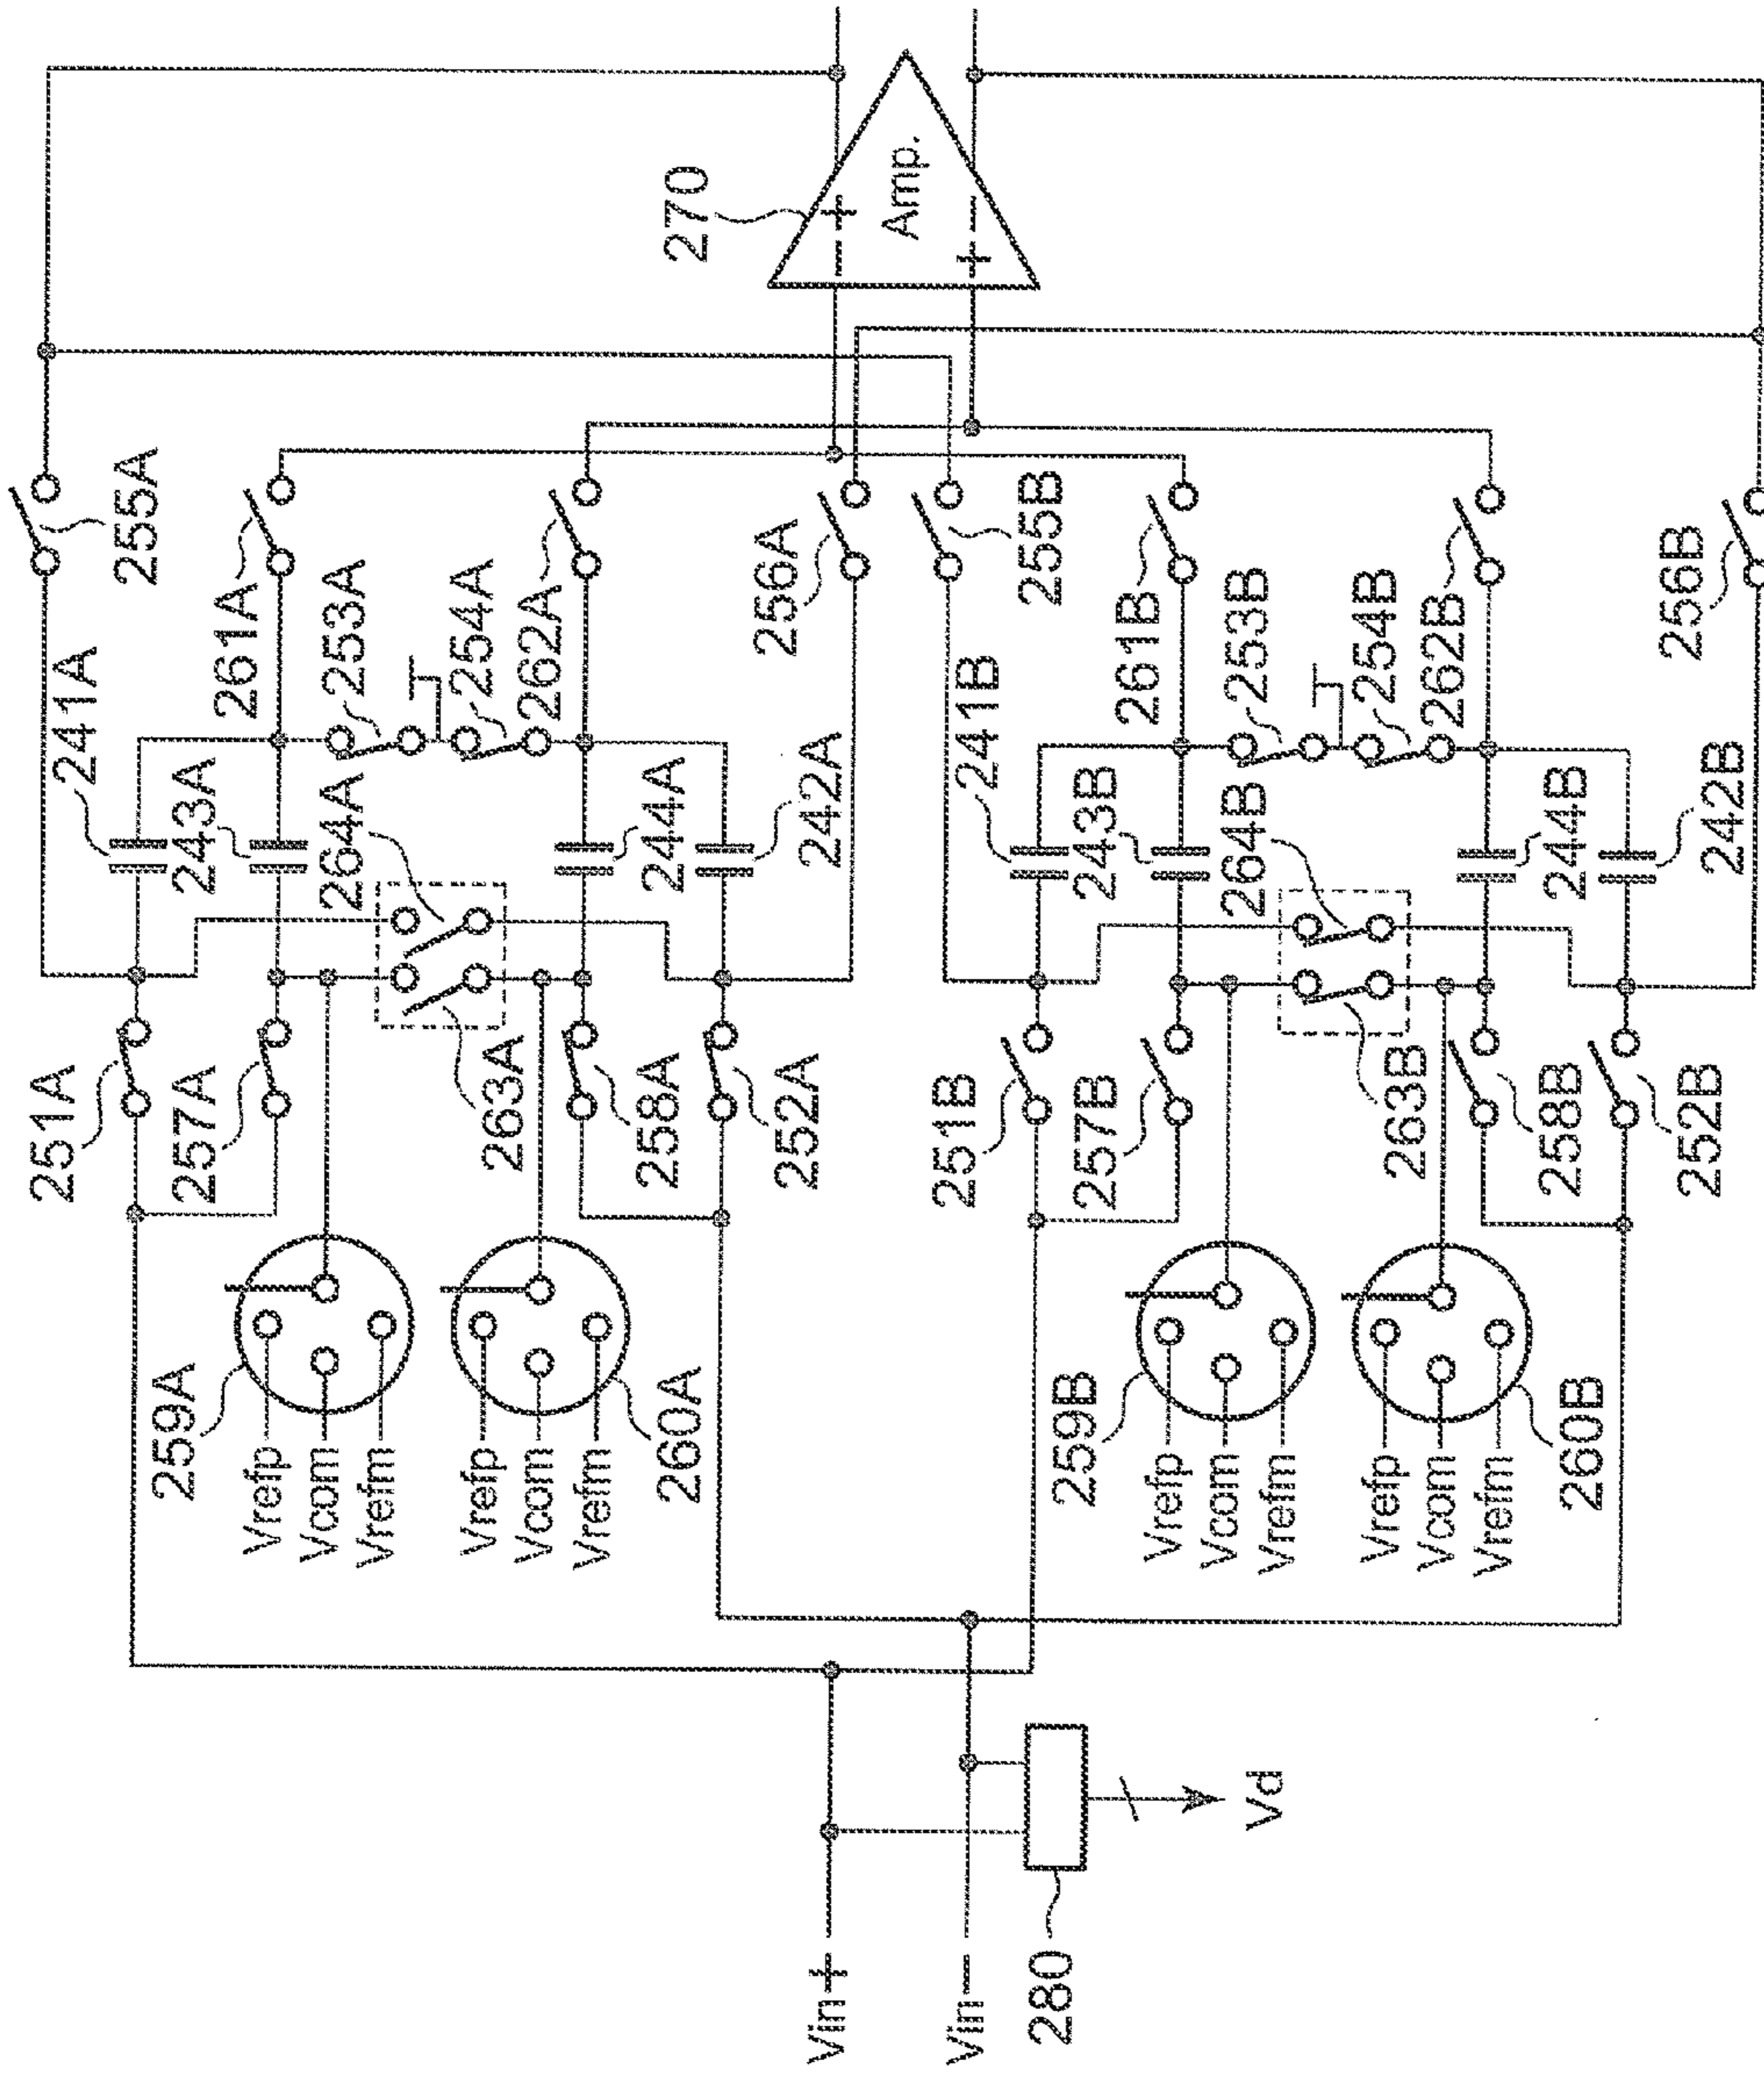 255A
241A
261A
251A
243A
253A
257A
264A
254A
259A
262A
Vrefp
Vcom
Vrefm
263A
244A
Vrefp
Vcom
Vrefm
258A
260A
242A
252A
256A
270
+
Amp.
+
Vin+
Vin−
280
Vd
255B
241B
261B
251B
243B
253B
257B
264B
254B
259B
262B
Vrefp
Vcom
Vrefm
263B
244B
Vrefp
Vcom
Vrefm
258B
260B
242B
252B
256B